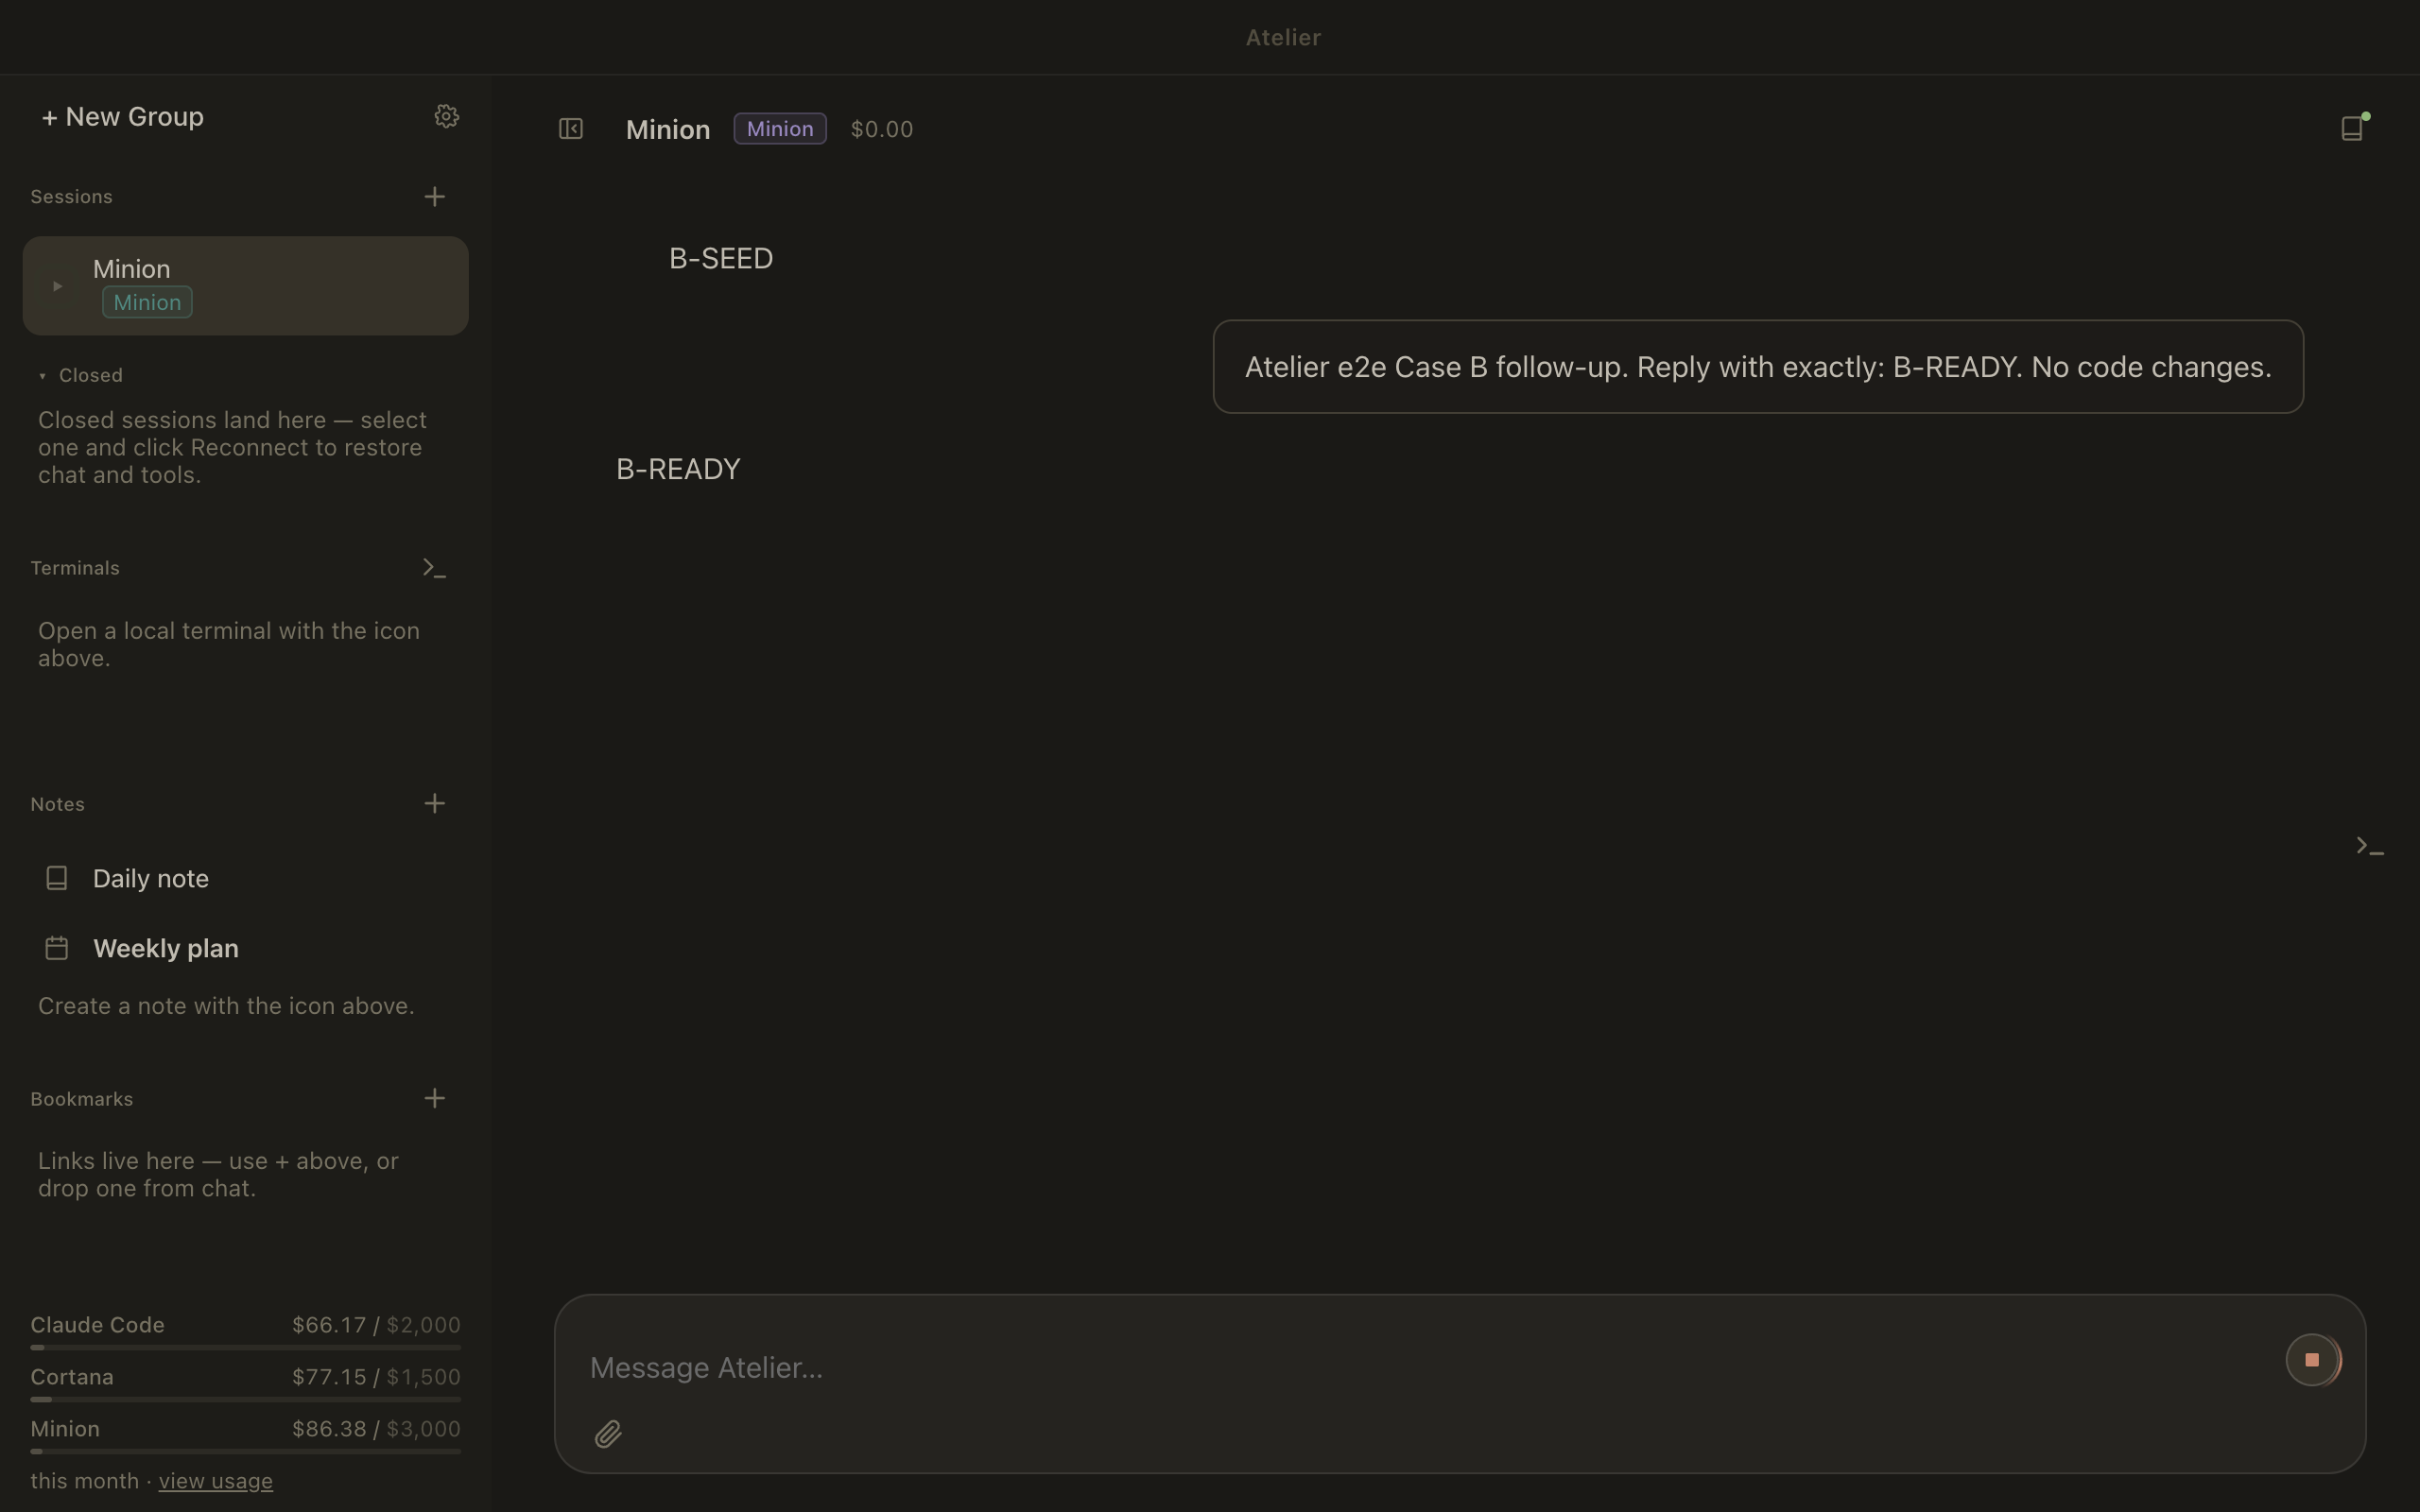 Atelier
+ New Group
Sessions
Minion
Minion
Closed
Closed sessions land here — select
one and click Reconnect to restore
chat and tools.
Terminals
Open a local terminal with the icon
above.
Notes
Daily note
Weekly plan
Create a note with the icon above.
Bookmarks
Links live here — use + above, or
drop one from chat.
Claude Code $66.17 / $2,000
Cortana $77.15 / $1,500
Minion $86.38 / $3,000
this month · view usage
Minion Minion $0.00
B-SEED
Atelier e2e Case B follow-up. Reply with exactly: B-READY. No code changes.
B-READY
Message Atelier...